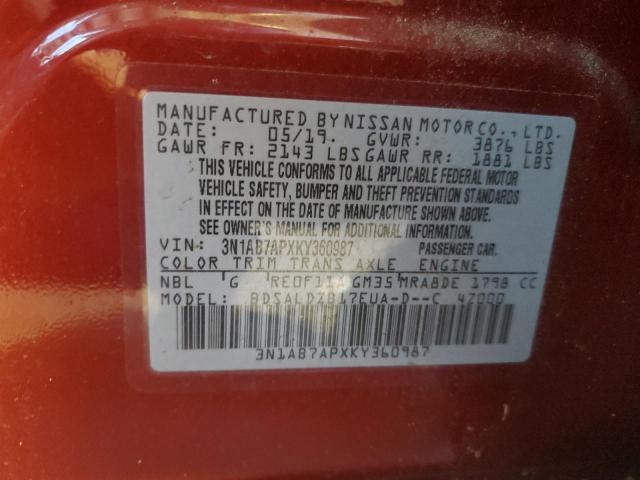 MANUFACTURED BY NISSAN MOTOR CO., LTD.
DATE: 05/19. GVWR: 3876 LBS
GAWR FR: 2143 LBS GAWR RR: 1881 LBS
THIS VEHICLE CONFORMS TO ALL APPLICABLE FEDERAL MOTOR
VEHICLE SAFETY, BUMPER AND THEFT PREVENTION STANDARDS
IN EFFECT ON THE DATE OF MANUFACTURE SHOWN ABOVE.
SEE OWNER'S MANUAL FOR ADDITIONAL INFORMATION.
VIN: 3N1AB7APXKY360987 PASSENGER CAR.
COLOR TRIM TRANS AXLE ENGINE
NBL G RE0F11A GM35 MRA8DE 1798 CC
MODEL: BDSALDZB17EUA-D--C 4Z000
3N1AB7APXKY360987